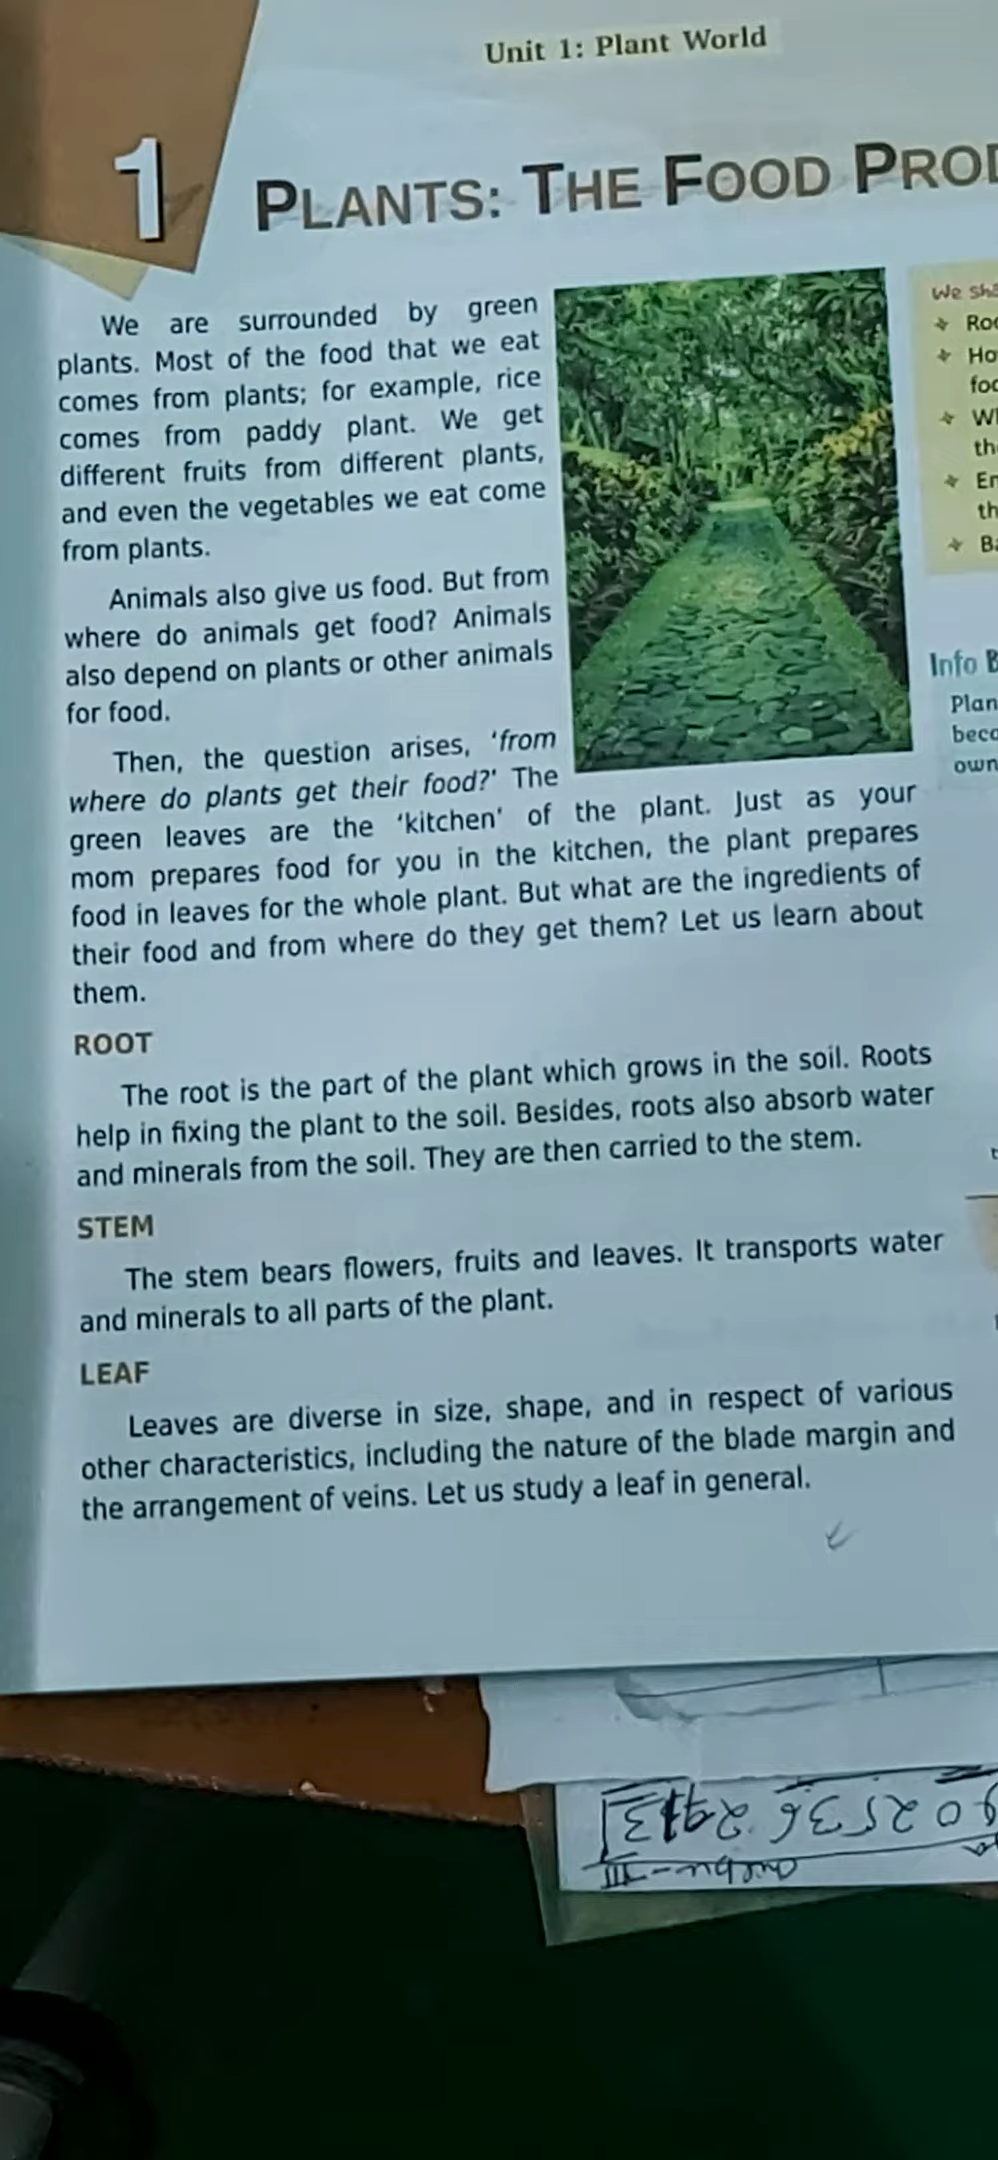 Unit 1: Plant World
1
PLANTS: THE FOOD
We are surrounded by green
plants. Most of the food that we eat
comes from plants; for example, rice
comes from paddy plant. We get
different fruits from different plants,
and even the vegetables we eat come
from plants.
Animals also give us food. But from
where do animals get food? Animals
also depend on plants or other animals
for food.
Then, the question arises, 'from
where do plants get their food?' The
green leaves are the 'kitchen' of the plant. Just as your
mom prepares food for you in the kitchen, the plant prepares
food in leaves for the whole plant. But what are the ingredients of
their food and from where do they get them? Let us learn about
them.
ROOT
The root is the part of the plant which grows in the soil. Roots
help in fixing the plant to the soil. Besides, roots also absorb water
and minerals from the soil. They are then carried to the stem.
STEM
The stem bears flowers, fruits and leaves. It transports water
and minerals to all parts of the plant.
LEAF
Leaves are diverse in size, shape, and in respect of various
other characteristics, including the nature of the blade margin and
the arrangement of veins. Let us study a leaf in general.
We
Info
own